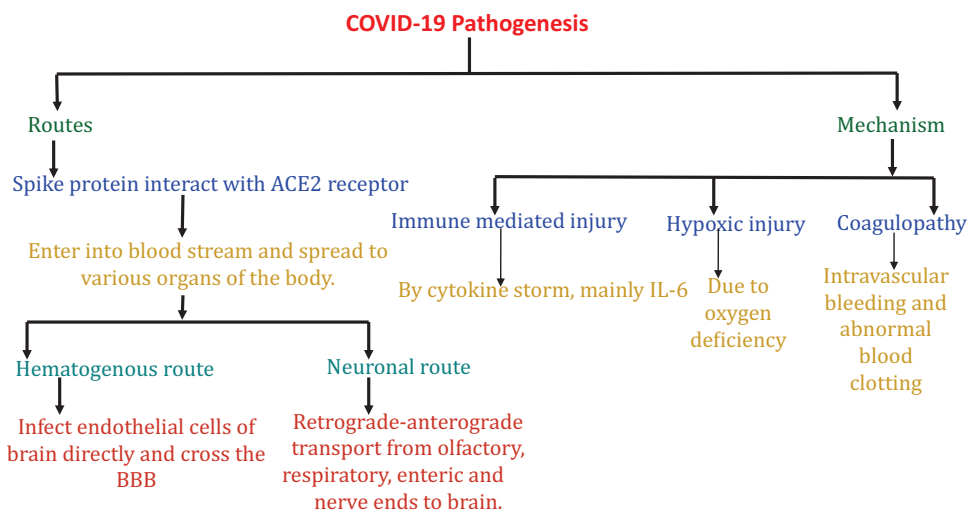 COVID-19 Pathogenesis
Routes
Mechanism
Spike protein interact with ACE2 receptor
Immune mediated injury
Hypoxic injury
Coagulopathy
Enter into blood stream and spread to
various organs of the body.
By cytokine storm, mainly IL-6
Due to
oxygen
deficiency
Intravascular
bleeding and
abnormal
blood
clotting
Hematogenous route
Neuronal route
Infect endothelial cells of
brain directly and cross the
BBB
Retrograde-anterograde
transport from olfactory,
respiratory, enteric and
nerve ends to brain.